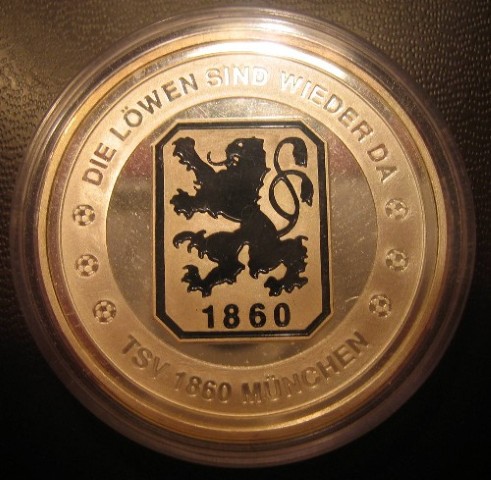 DIE LÖWEN SIND WIEDER DA
1860
TSV 1860 MÜNCHEN